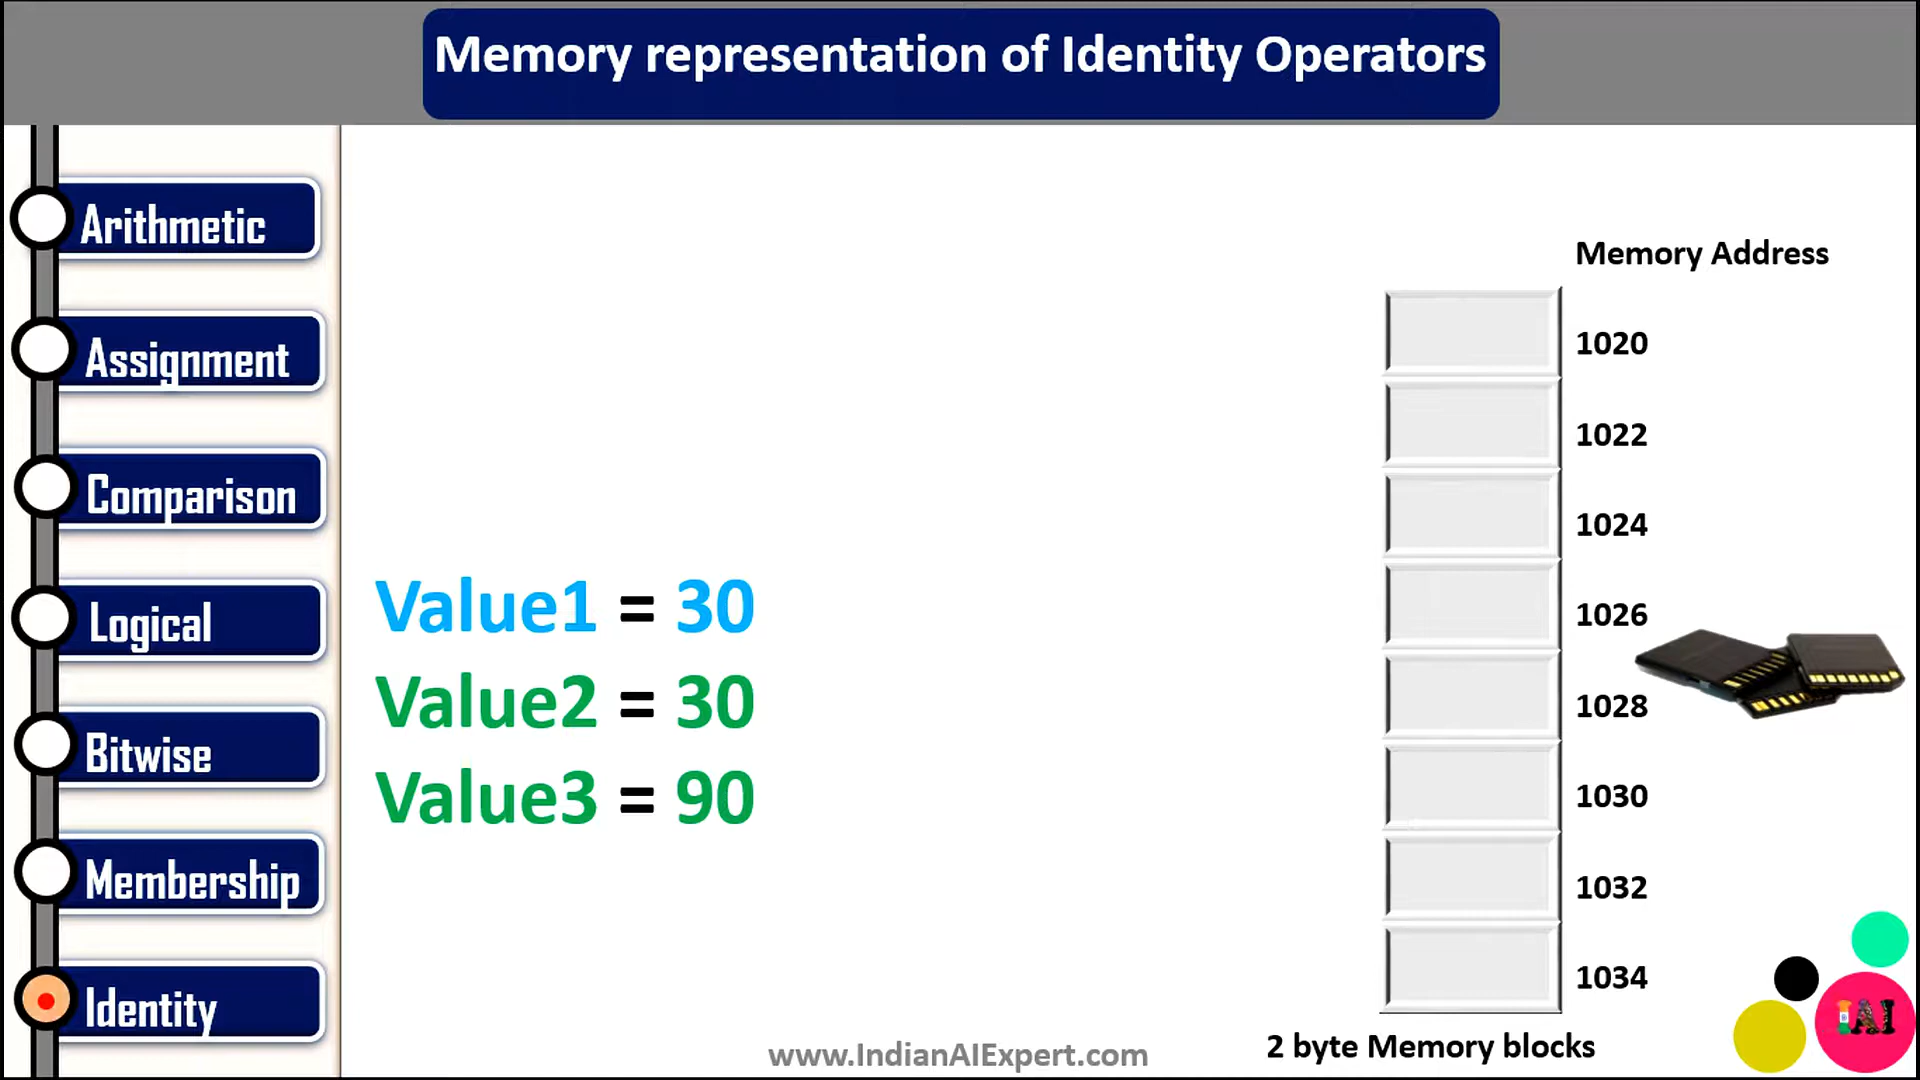 Memory representation of Identity Operators
Arithmetic
Assignment
Comparison
Logical
Bitwise
Membership
Identity
Value1 = 30
Value2 = 30
Value3 = 90
Memory Address
1020
1022
1024
1026
1028
1030
1032
1034
2 byte Memory blocks
www.IndianAIExpert.com
IAI